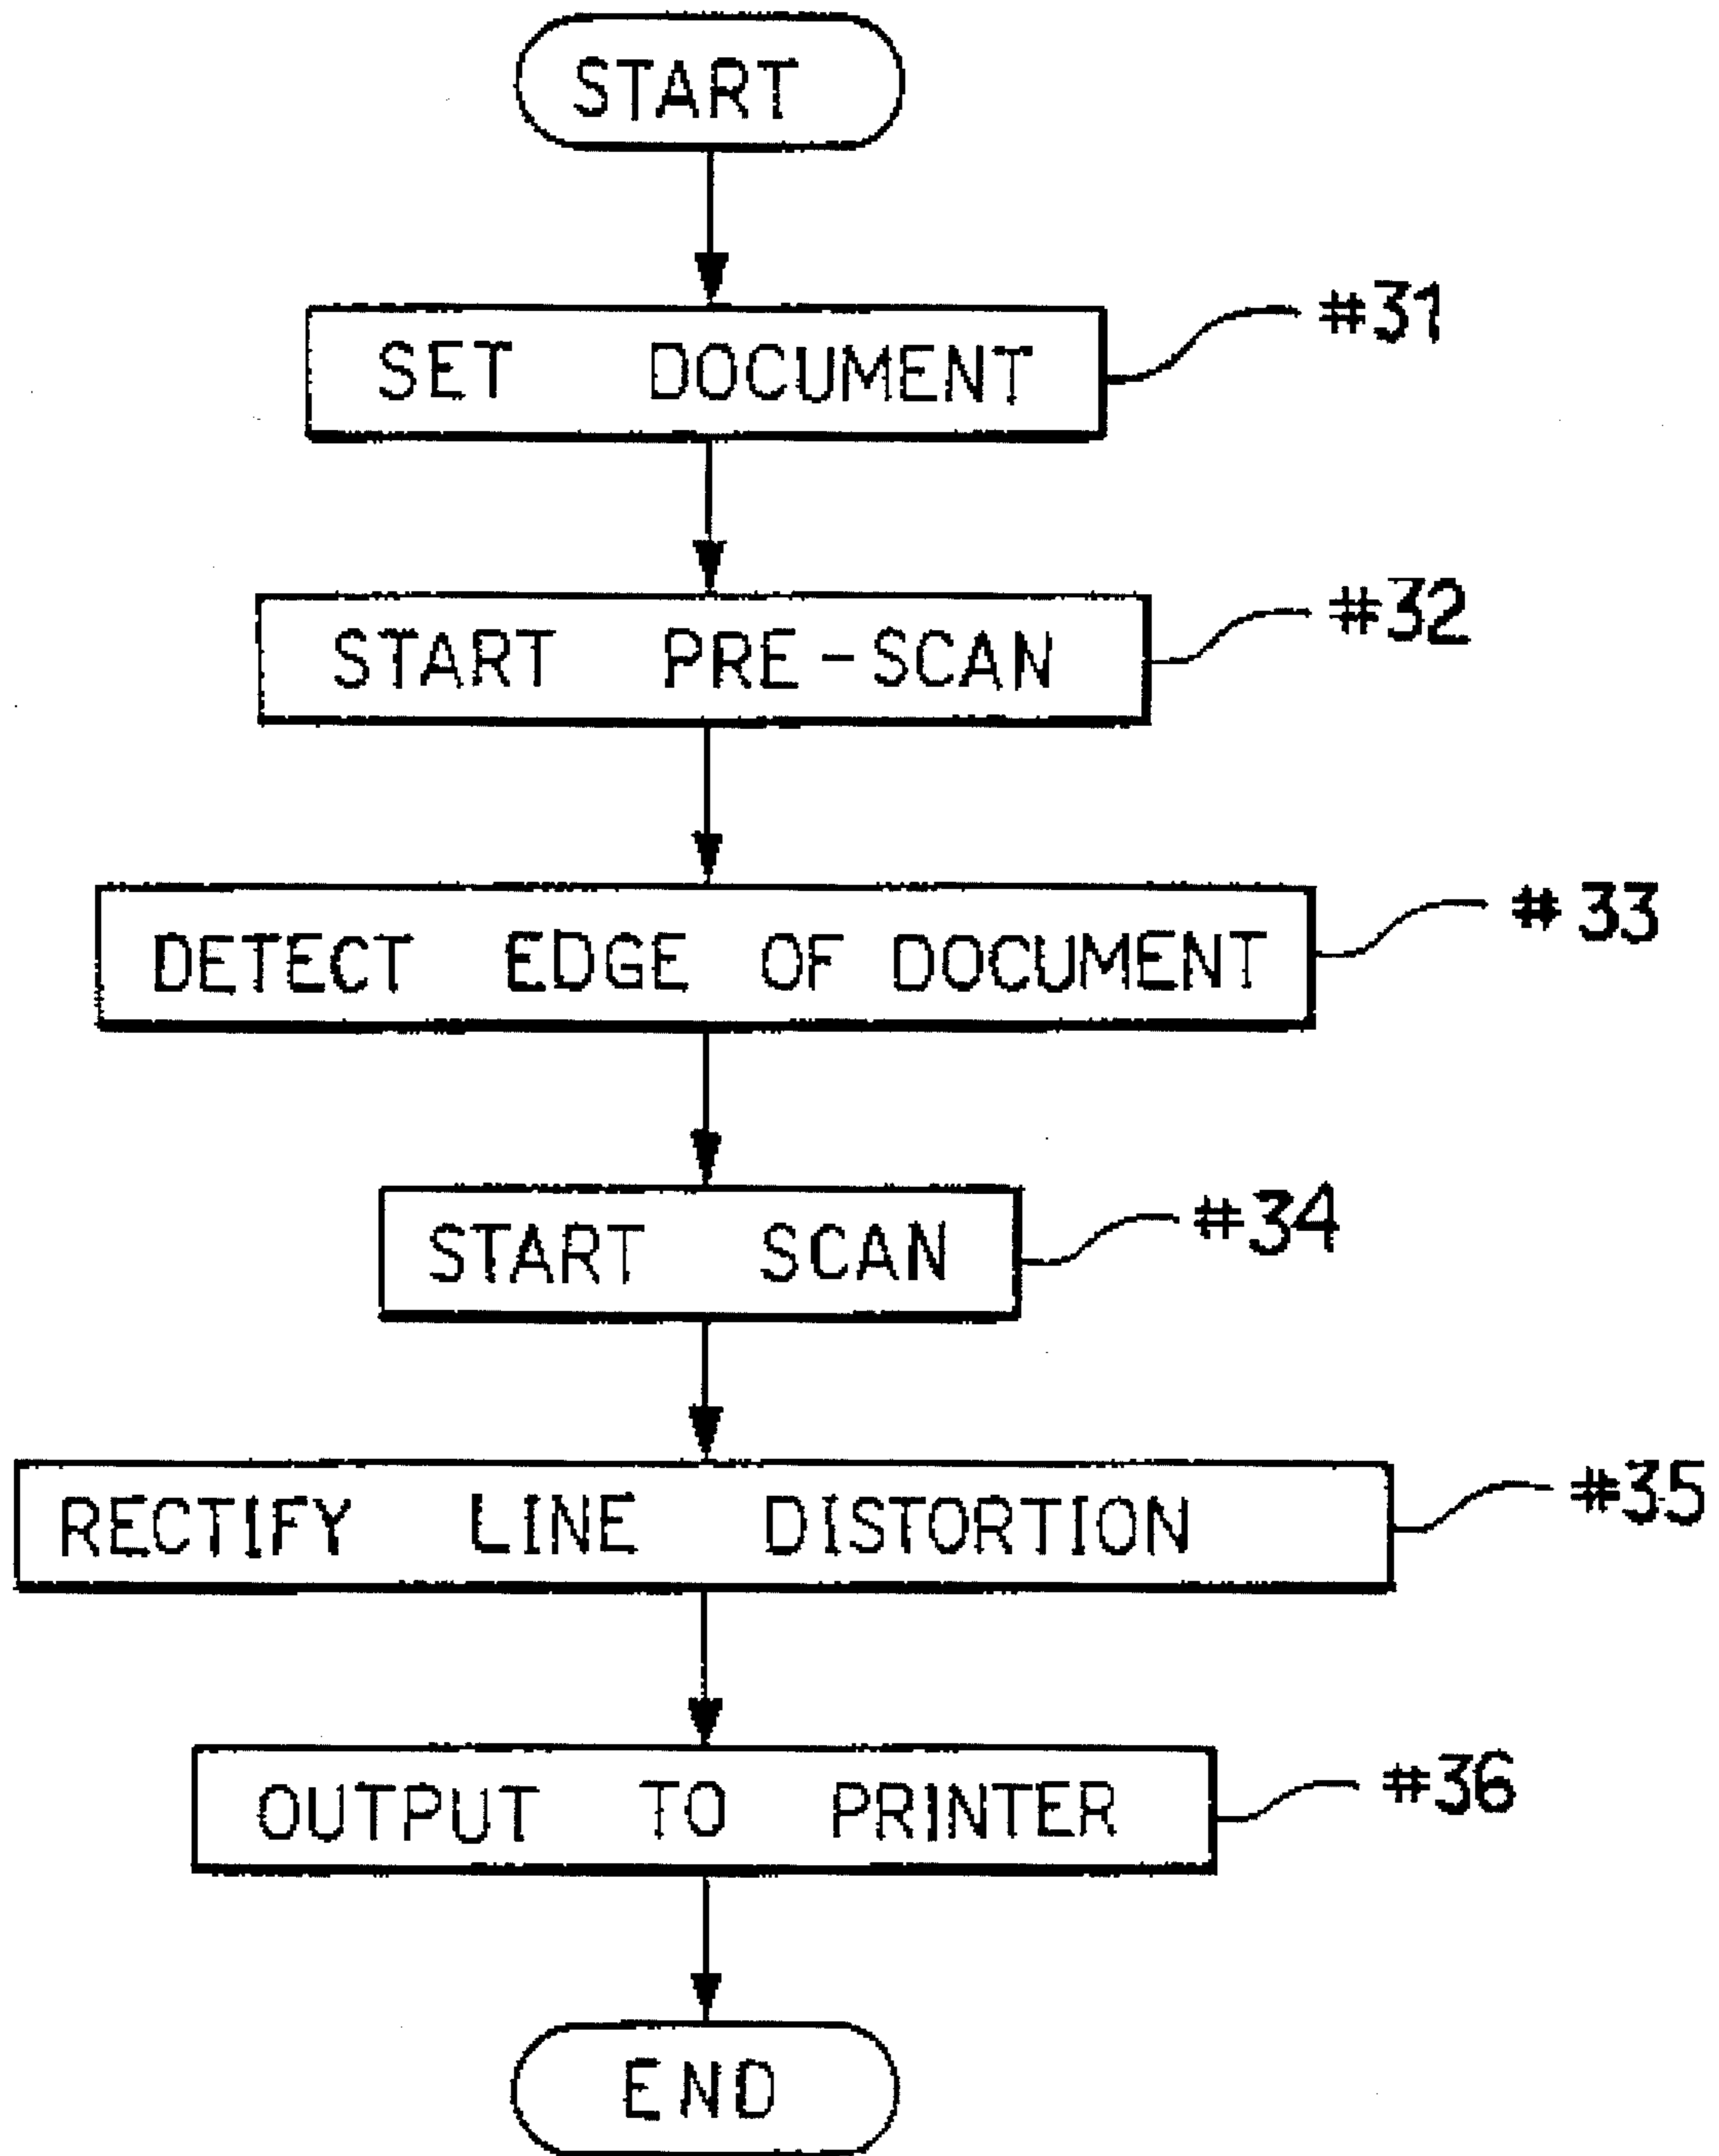 START
SET DOCUMENT
#31
START PRE-SCAN
#32
DETECT EDGE OF DOCUMENT
#33
START SCAN
#34
RECTIFY LINE DISTORTION
#35
OUTPUT TO PRINTER
#36
END